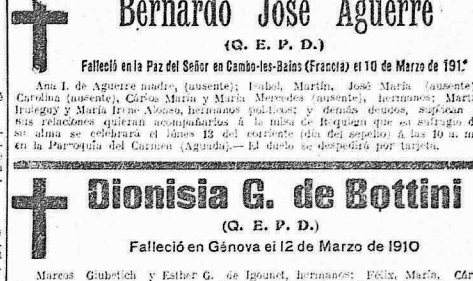 Bernardo José Aguerre
(Q. E. P. D.)
Falleció en la Paz del Señor en Cambo-les-Bains (Francia) el 10 de Marzo de 191
Ana I. de Aguerre madre, (ausente); Isabel, Martín, José María (ausente)
Carolina (ausente), Cárlos María y María Mercedes (ausente), hermanos;
y María Irene Alonso, hermanos políticos; y demás deudos, suplican
sus relaciones quieran acompañarlos á la misa de Requiem que en sufragio d
su alma se celebrará el lúnes 13 del corriente (dia del sepelio) á las 10 a. m
en la Parroquia del Carmen (Aguada).— El duelo se despedirá por tarjeta.
Dionisia G. de Bottini
(Q. E. P. D.)
Falleció en Génova el 12 de Marzo de 1910
Marcos Giubetich y Esther G. de Igounet, hermanos; Félix, María, Cár